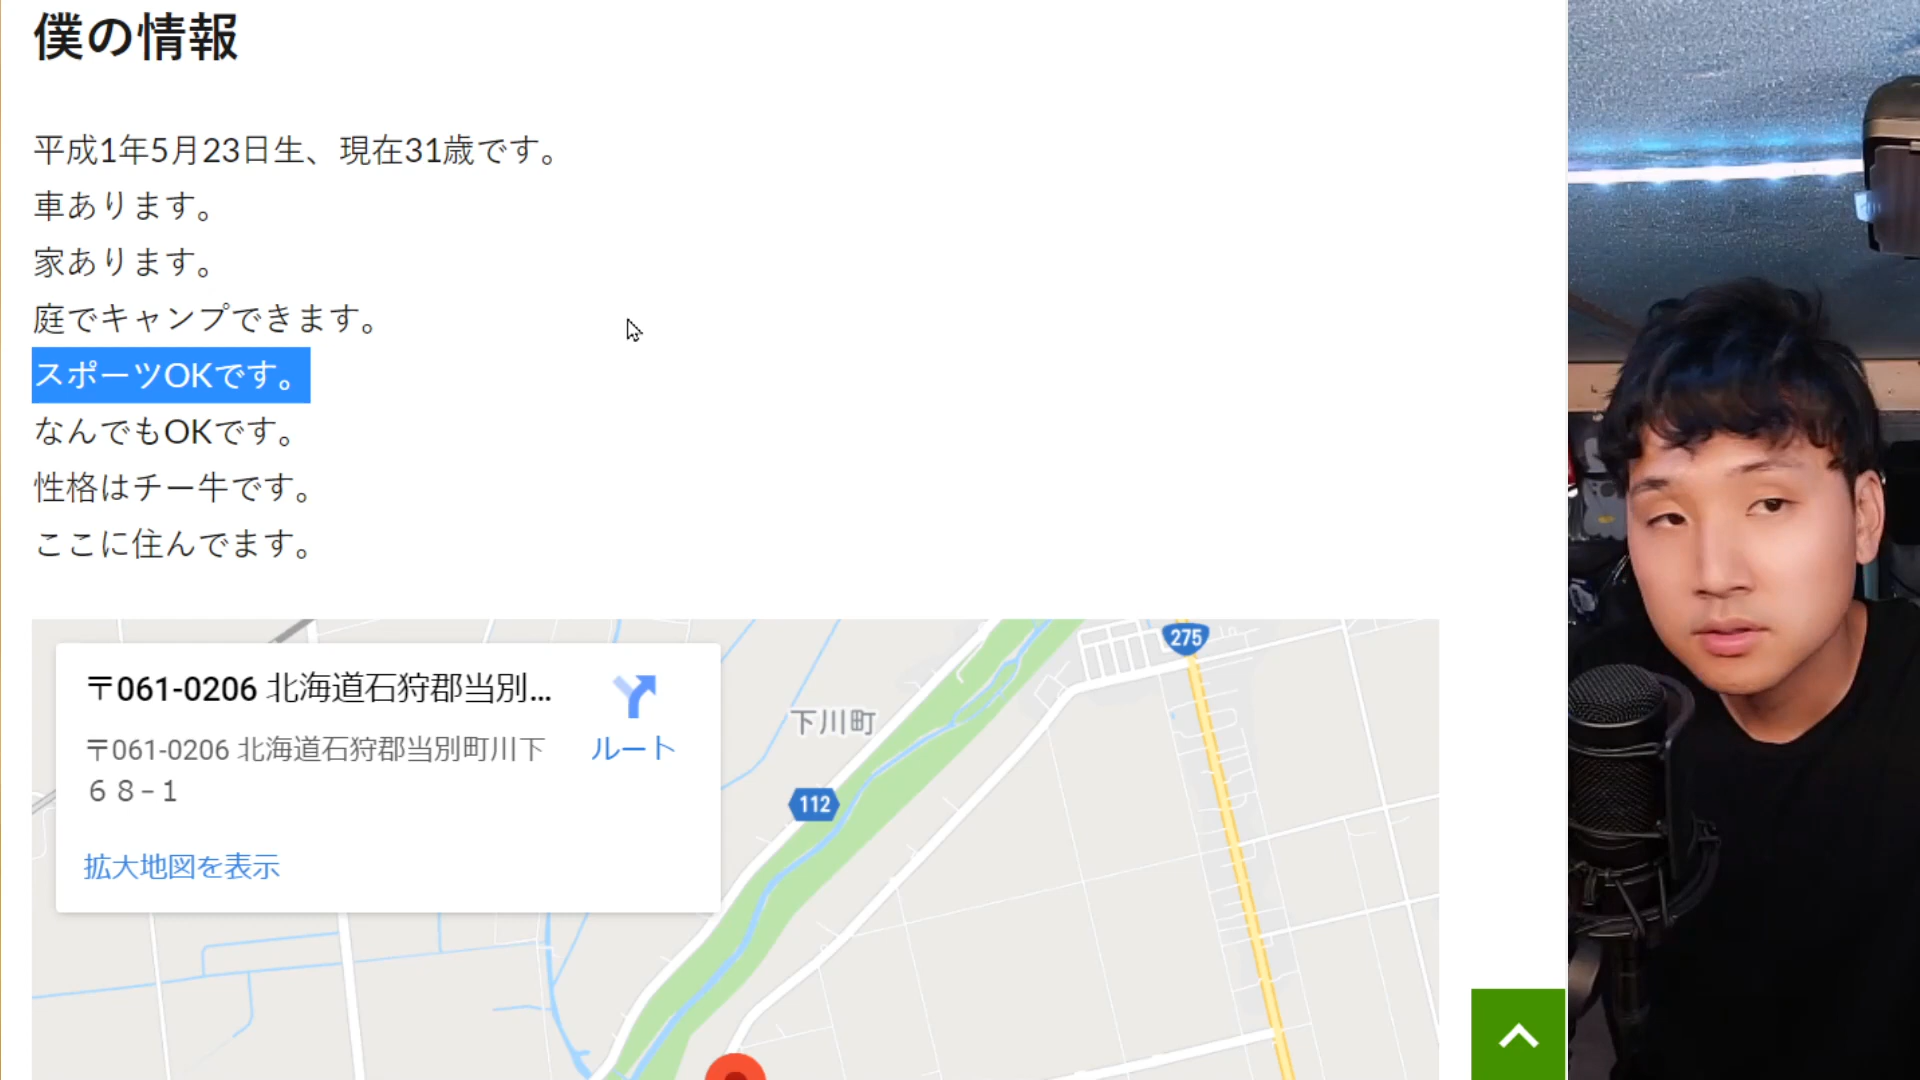 僕の情報
平成1年5月23日生、現在31歳です。
車あります。
家あります。
庭でキャンプできます。
スポーツOKです。
なんでもOKです。
性格はチー牛です。
ここに住んでます。
〒061-0206 北海道石狩郡当別...
〒061-0206 北海道石狩郡当別町川下
６８−１
ルート
拡大地図を表示
下川町
112
275